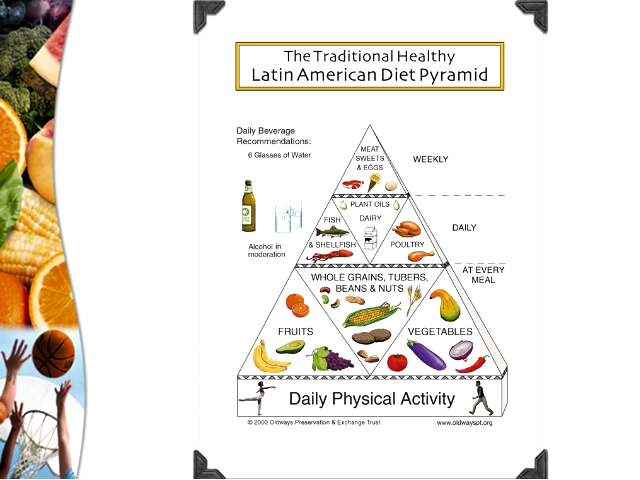 The Traditional Healthy
Latin American Diet Pyramid
Daily Beverage
Recommendations:
6 Glasses of Water
Alcohol in
moderation
MEAT
SWEETS
& EGGS
WEEKLY
PLANT OILS
FISH
& SHELLFISH
DAIRY
POULTRY
DAILY
AT EVERY
MEAL
WHOLE GRAINS, TUBERS,
BEANS & NUTS
FRUITS
VEGETABLES
Daily Physical Activity
© 2000 Oldways Preservation & Exchange Trust
www.oldwayspt.org